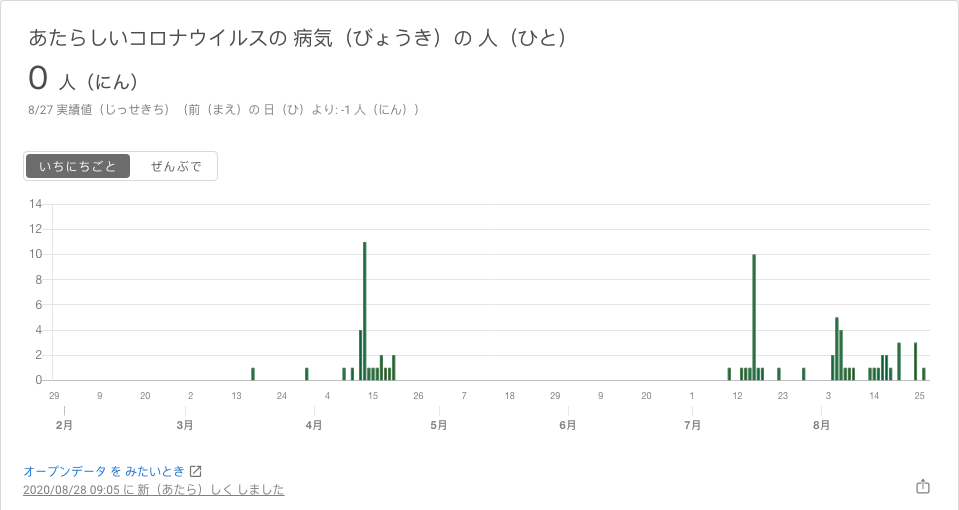 あたらしいコロナウイルスの 病気（びょうき）の 人（ひと）
0 人（にん）
8/27 実績値（じっせきち）（前（まえ）の 日（ひ）より: -1 人（にん））
いちにちごと ぜんぶで
14
12
10
8
6
4
2
0
29 9 20 2 13 24 4 15 26 7 18 29 9 20 1 12 23 3 14 25
2月 3月 4月 5月 6月 7月 8月
オープンデータ を みたいとき
2020/08/28 09:05 に 新（あたら）しく しました